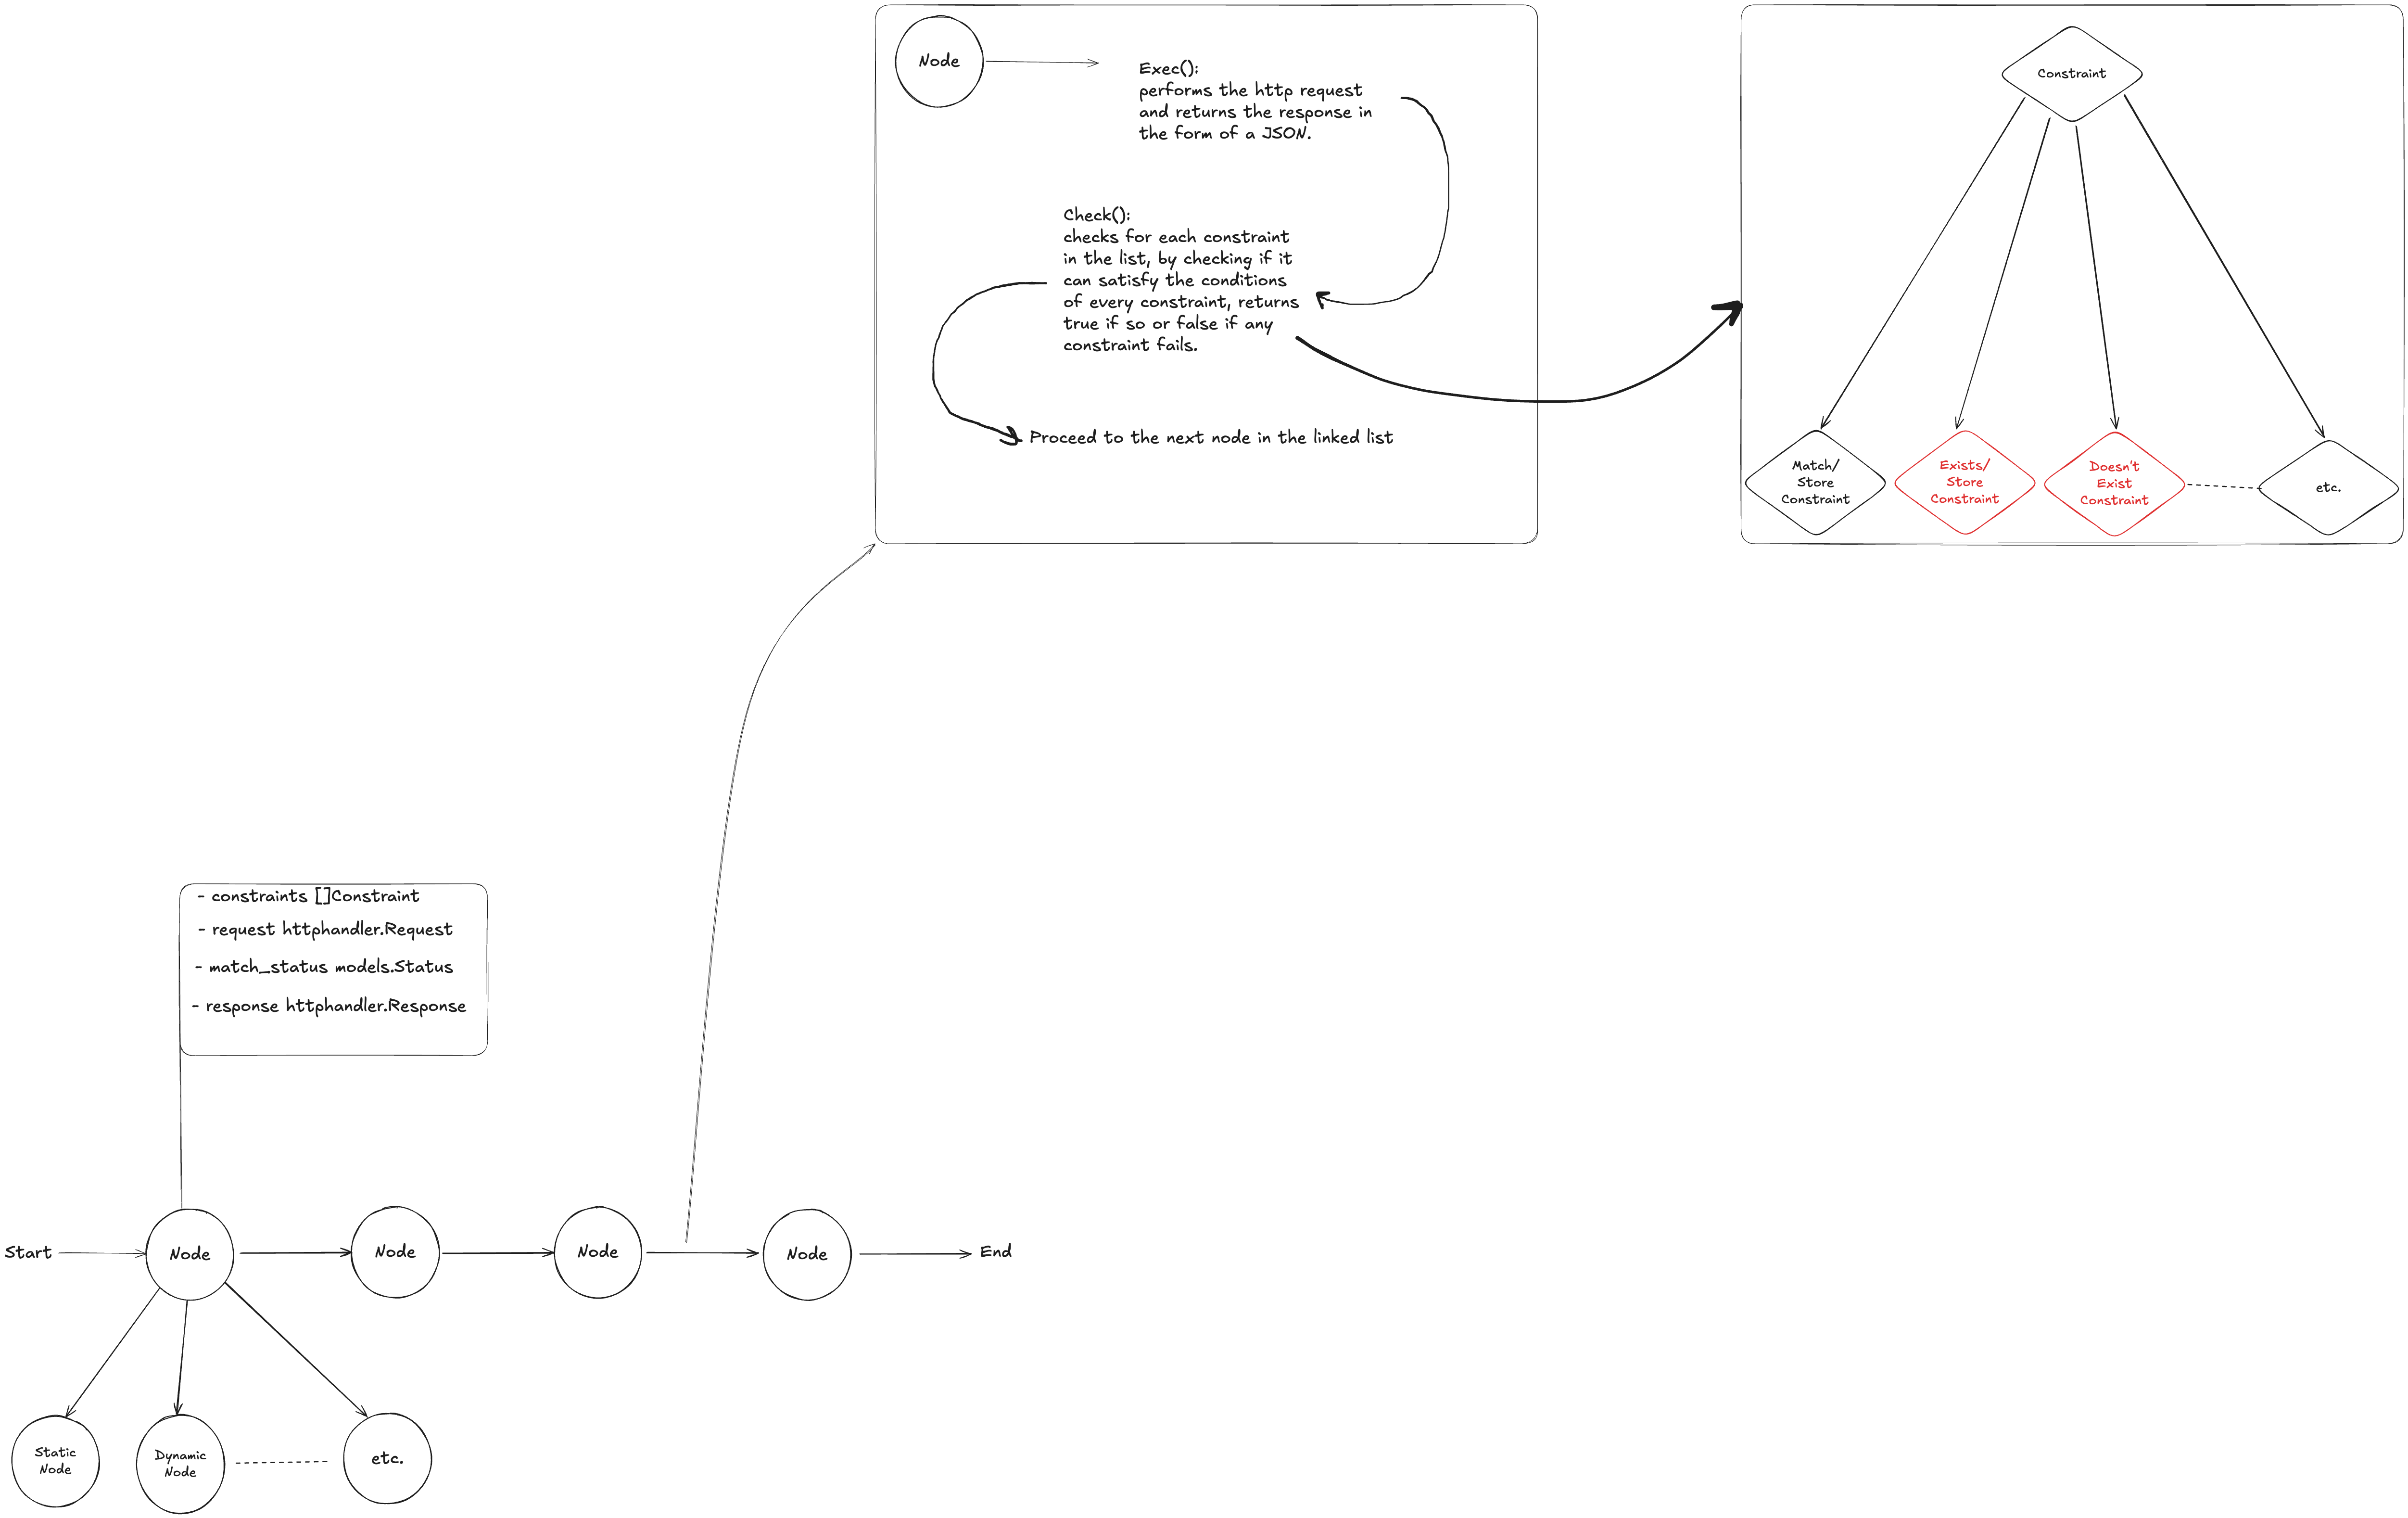 Node
Exec():
performs the http request
and returns the response in
the form of a JSON.
Check():
checks for each constraint
in the list, by checking if it
can satisfy the conditions
of every constraint, returns
true if so or false if any
constraint fails.
Proceed to the next node in the linked list
Constraint
Match/
Store
Constraint
Exists/
Store
Constraint
Doesn't
Exist
Constraint
etc.
- constraints []Constraint
- request httphandler.Request
- match_status models.Status
- response httphandler.Response
Start
Node
Node
Node
Node
End
Static
Node
Dynamic
Node
etc.